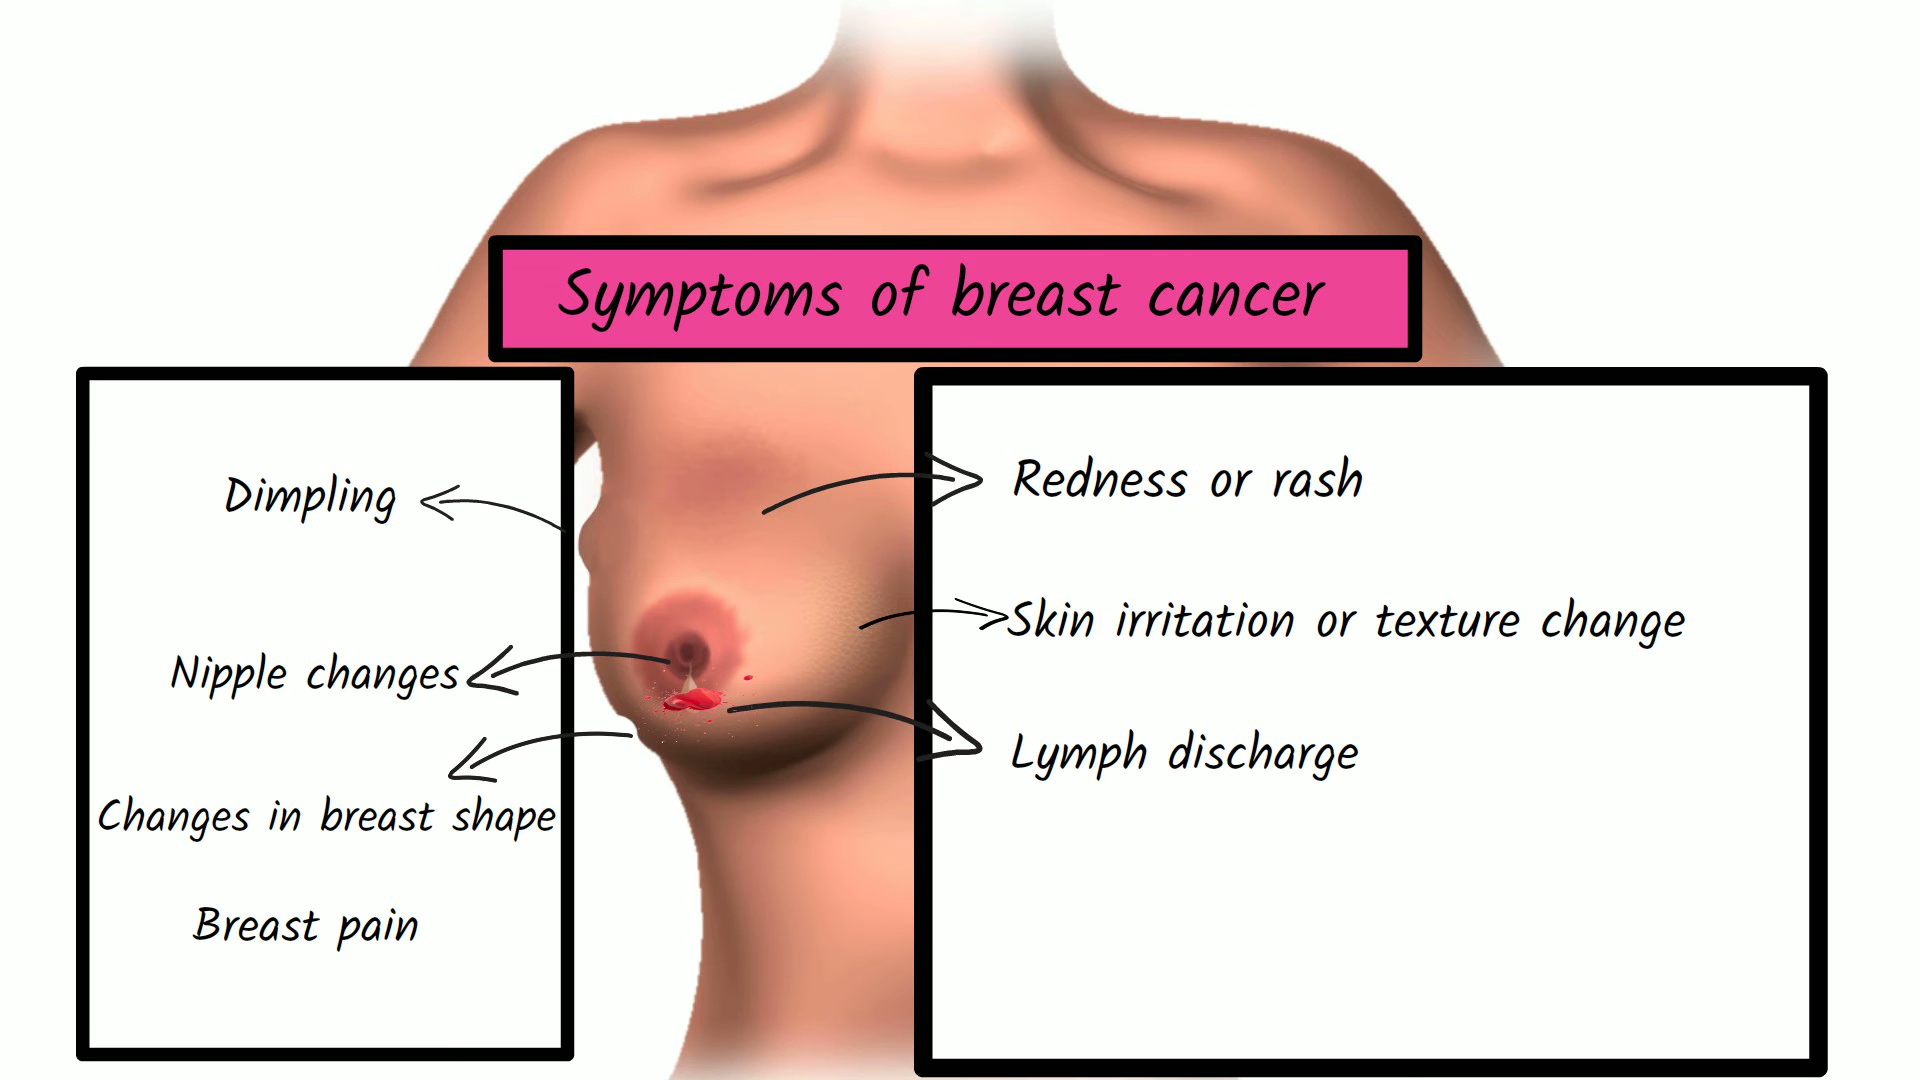 Symptoms of breast cancer
Dimpling
Nipple changes
Changes in breast shape
Breast pain
Redness or rash
Skin irritation or texture change
Lymph discharge